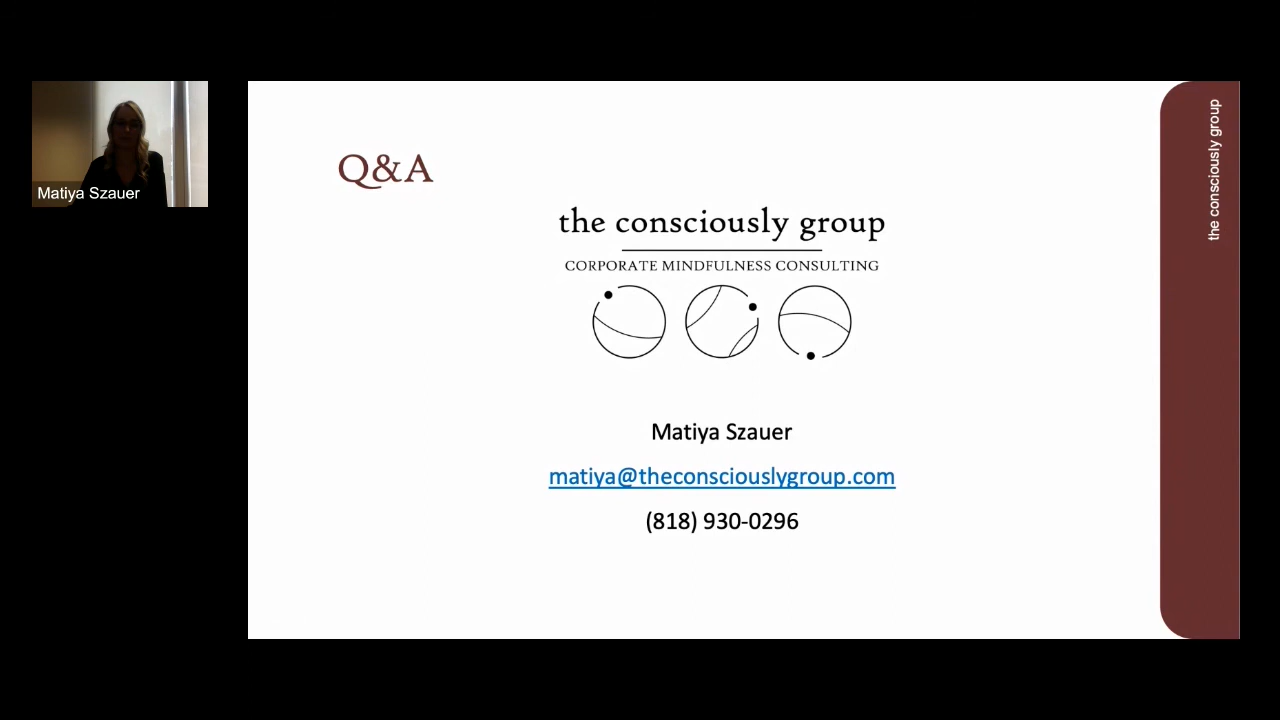 Matiya Szauer
Q&A
the consciously group
CORPORATE MINDFULNESS CONSULTING
Matiya Szauer
matiya@theconsciouslygroup.com
(818) 930-0296
the consciously group